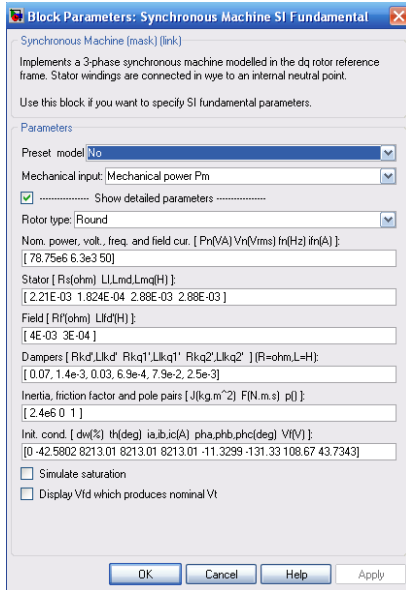 Block Parameters: Synchronous Machine SI Fundamental
Synchronous Machine (mask) (link)
Implements a 3-phase synchronous machine modelled in the dq rotor reference
frame. Stator windings are connected in wye to an internal neutral point.
Use this block if you want to specify SI fundamental parameters.
Parameters
Preset model No
Mechanical input: Mechanical power Pm
---------------- Show detailed parameters ----------------
Rotor type: Round
Nom. power, volt., freq. and field cur. [ Pn(VA) Vn(Vrms) fn(Hz) ifn(A) ]:
[ 78.75e6 6.3e3 50]
Stator [ Rs(ohm) Ll,Lmd,Lmq(H) ]:
[ 2.21E-03 1.824E-04 2.88E-03 2.88E-03 ]
Field [ Rf'(ohm) Llfd'(H) ]:
[ 4E-03 3E-04 ]
Dampers [ Rkd',Llkd' Rkq1',Llkq1' Rkq2',Llkq2' ] (R=ohm,L=H):
[ 0.07, 1.4e-3, 0.03, 6.9e-4, 7.9e-2, 2.5e-3]
Inertia, friction factor and pole pairs [ J(kg.m^2) F(N.m.s) p() ]:
[ 2.4e6 0 1 ]
Init. cond. [ dw(%) th(deg) ia,ib,ic(A) pha,phb,phc(deg) Vf(V) ]:
[0 -42.5802 8213.01 8213.01 8213.01 -11.3299 -131.33 108.67 43.7343]
Simulate saturation
Display Vfd which produces nominal Vt
OK Cancel Help Apply